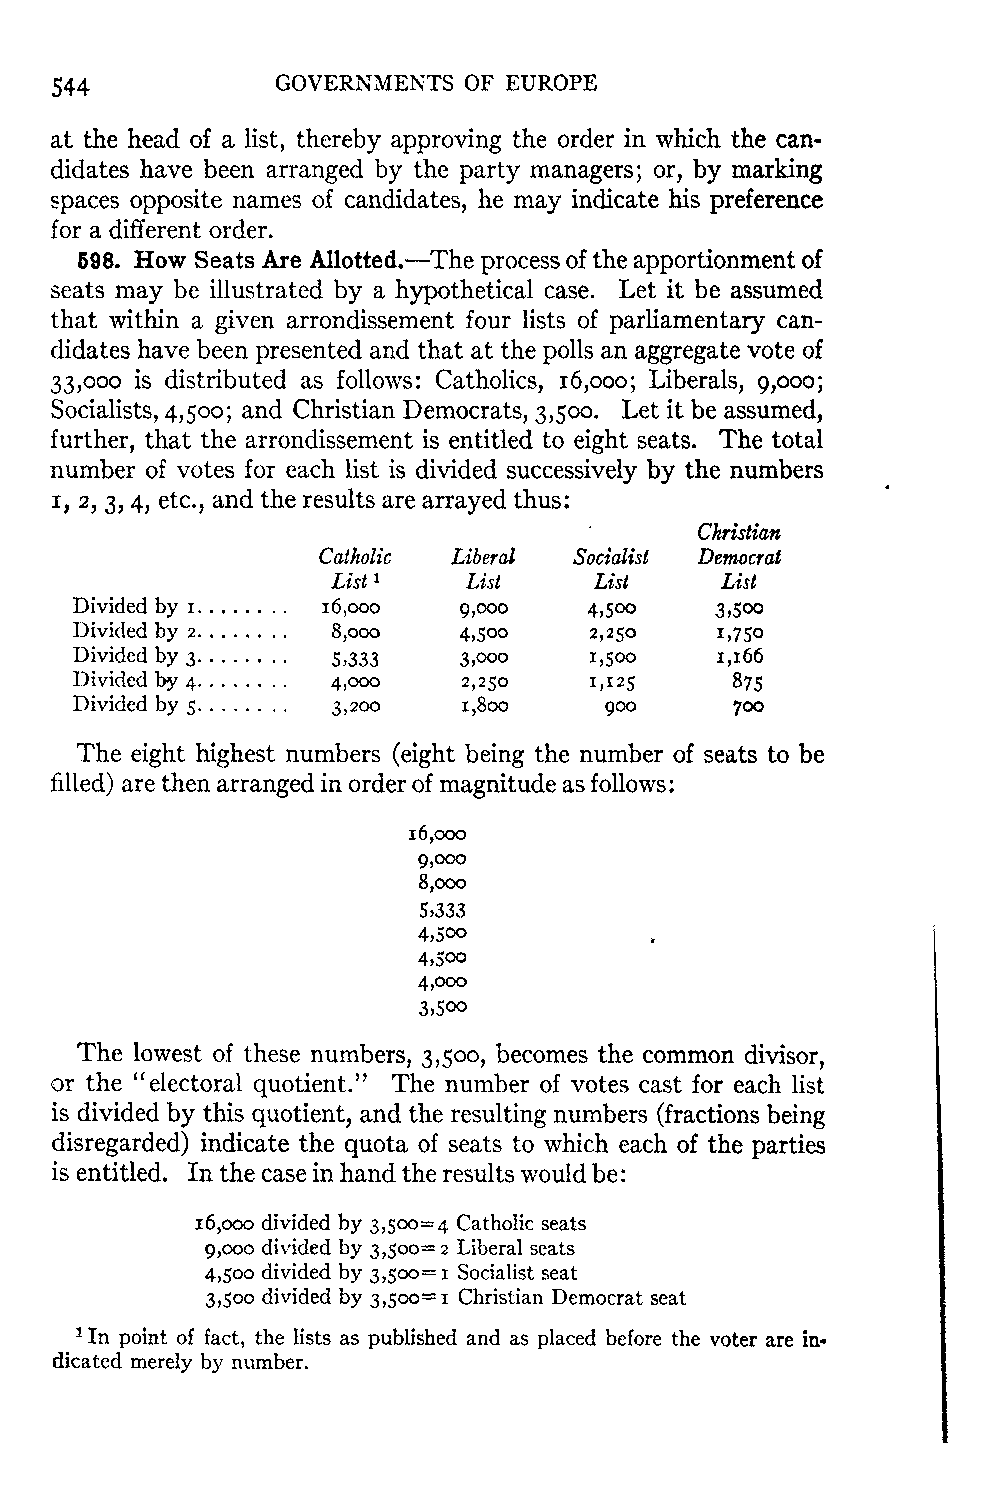 544 GOVERNMENTS OF EUROPE
at the head of a list, thereby approving the order in which the can-
didates have been arranged by the party managers; or, by marking
spaces opposite names of candidates, he may indicate his preference
for a different order.
598. How Seats Are Allotted.—The process of the apportionment of
seats may be illustrated by a hypothetical case. Let it be assumed
that within a given arrondissement four lists of parliamentary can-
didates have been presented and that at the polls an aggregate vote of
33,000 is distributed as follows: Catholics, 16,000; Liberals, 9,000;
Socialists, 4,500; and Christian Democrats, 3,500. Let it be assumed,
further, that the arrondissement is entitled to eight seats. The total
number of votes for each list is divided successively by the numbers
1, 2, 3, 4, etc., and the results are arrayed thus:
Christian
Catholic Liberal Socialist Democrat
List 1 List List List
Divided by 1........ 16,000 9,000 4,500 3,500
Divided by 2........ 8,000 4,500 2,250 1,750
Divided by 3........ 5,333 3,000 1,500 1,166
Divided by 4........ 4,000 2,250 1,125 875
Divided by 5........ 3,200 1,800 900 700
The eight highest numbers (eight being the number of seats to be
filled) are then arranged in order of magnitude as follows:
16,000
9,000
8,000
5,333
4,500
4,500
4,000
3,500
The lowest of these numbers, 3,500, becomes the common divisor,
or the "electoral quotient." The number of votes cast for each list
is divided by this quotient, and the resulting numbers (fractions being
disregarded) indicate the quota of seats to which each of the parties
is entitled. In the case in hand the results would be:
16,000 divided by 3,500=4 Catholic seats
9,000 divided by 3,500=2 Liberal seats
4,500 divided by 3,500=1 Socialist seat
3,500 divided by 3,500=1 Christian Democrat seat
1 In point of fact, the lists as published and as placed before the voter are in-
dicated merely by number.